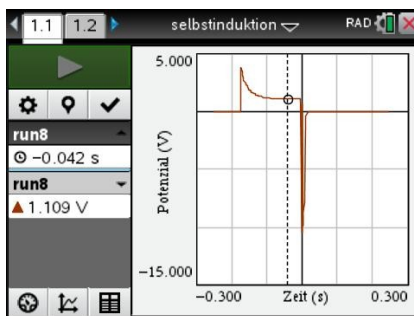 1.1 1.2 selbstinduktion RAD
run8
-0.042 s
run8
1.109 V
5.000
Potenzial (V)
-15.000
-0.300 Zeit (s) 0.300